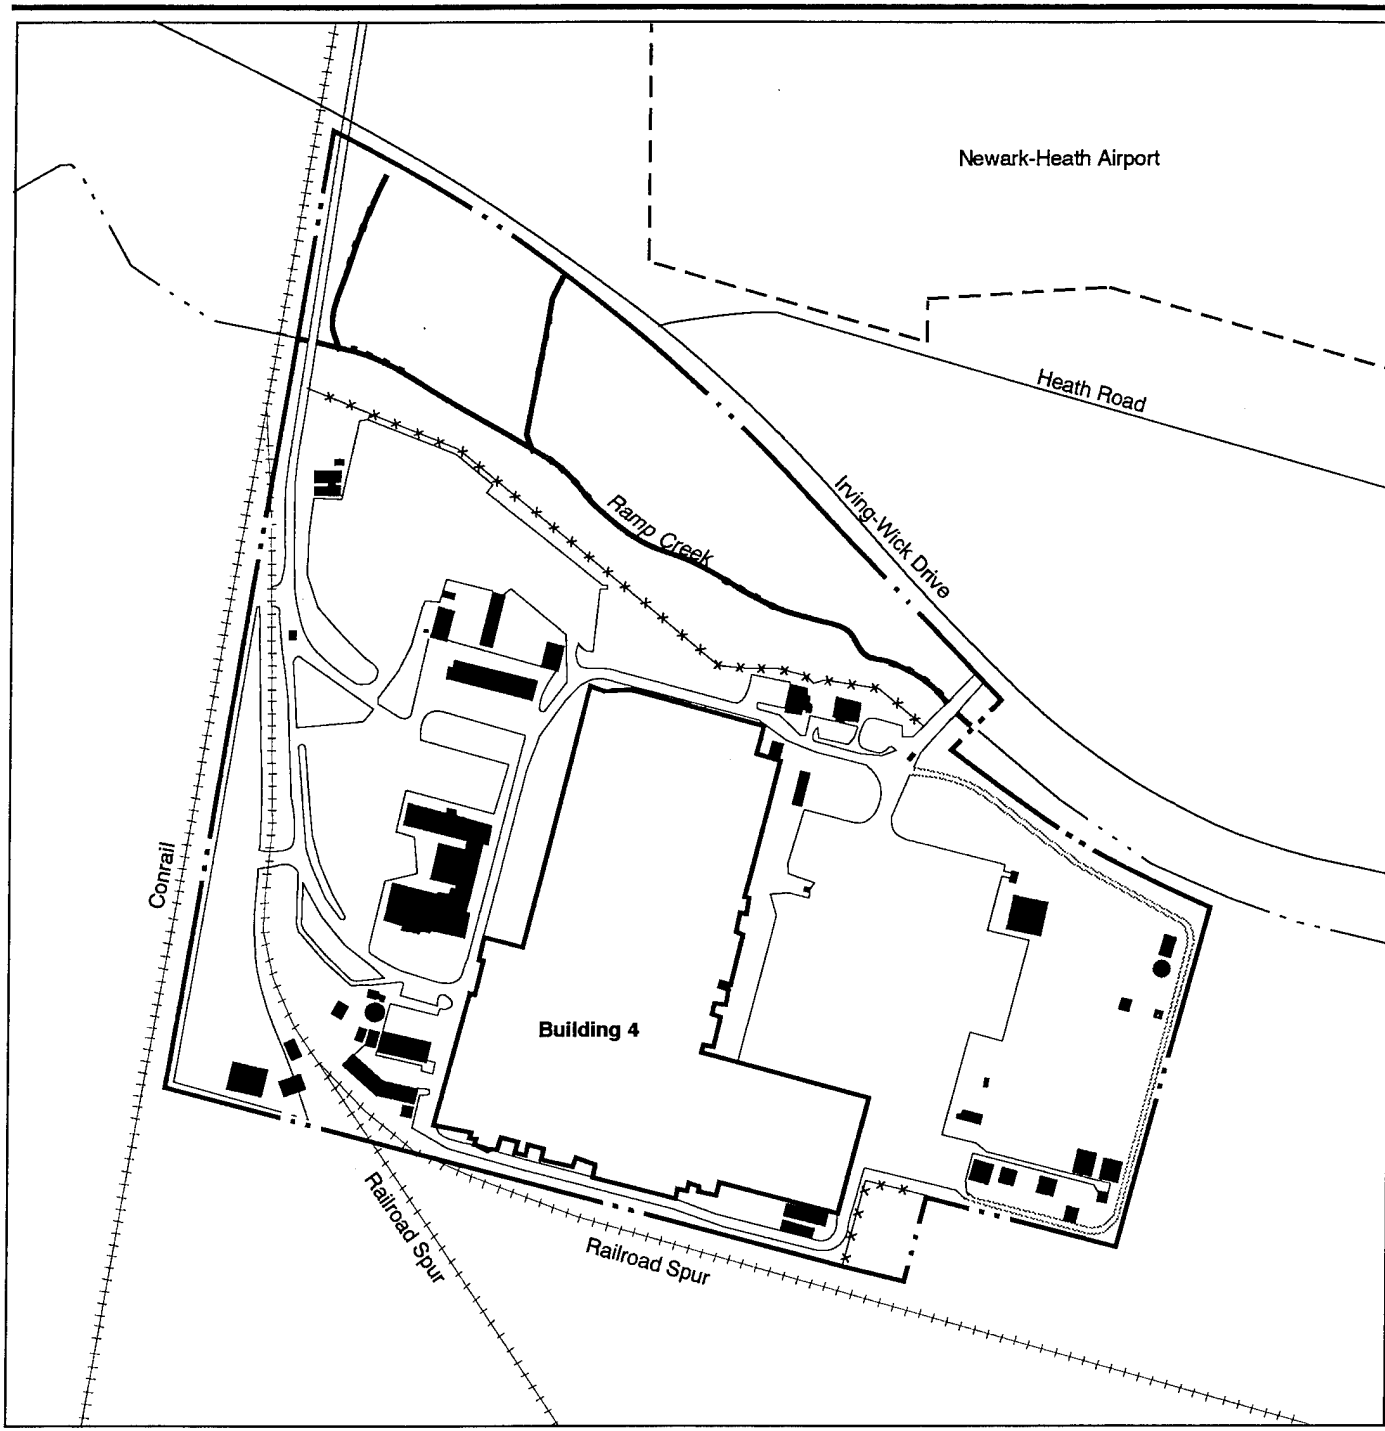 Newark-Heath Airport
Heath Road
Irving-Wick Drive
Ramp Creek
Conrail
Building 4
Railroad Spur
Railroad Spur